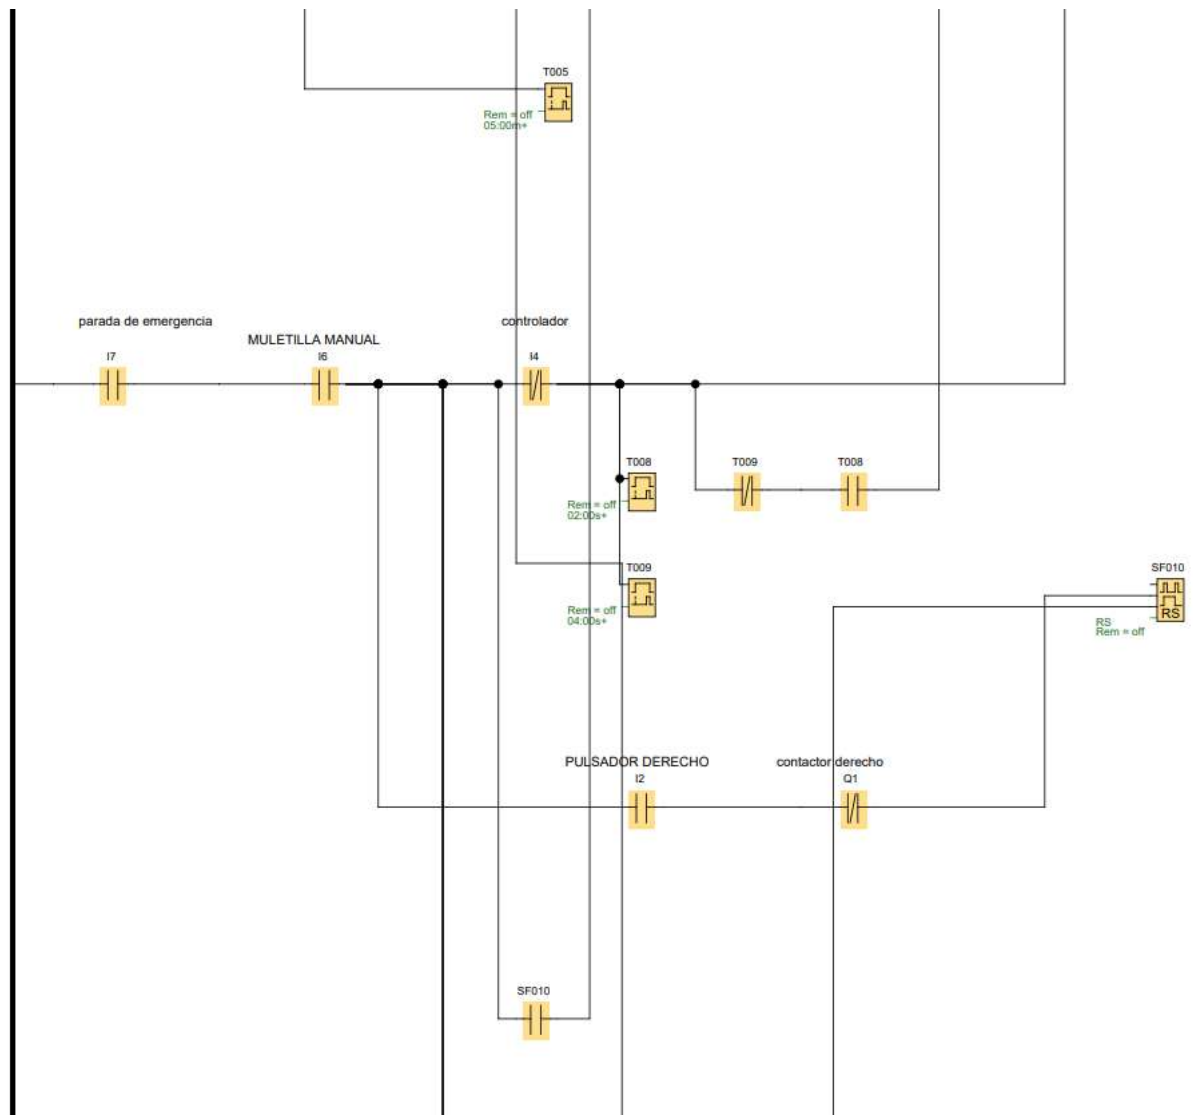 T005
Rem = off
05:00m+
parada de emergencia
controlador
MULETILLA MANUAL
I7
I6
I4
T008
T009
T008
Rem = off
02:00s+
T009
SF010
Rem = off
04:00s+
RS
RS
Rem = off
PULSADOR DERECHO
contactor derecho
I2
Q1
SF010